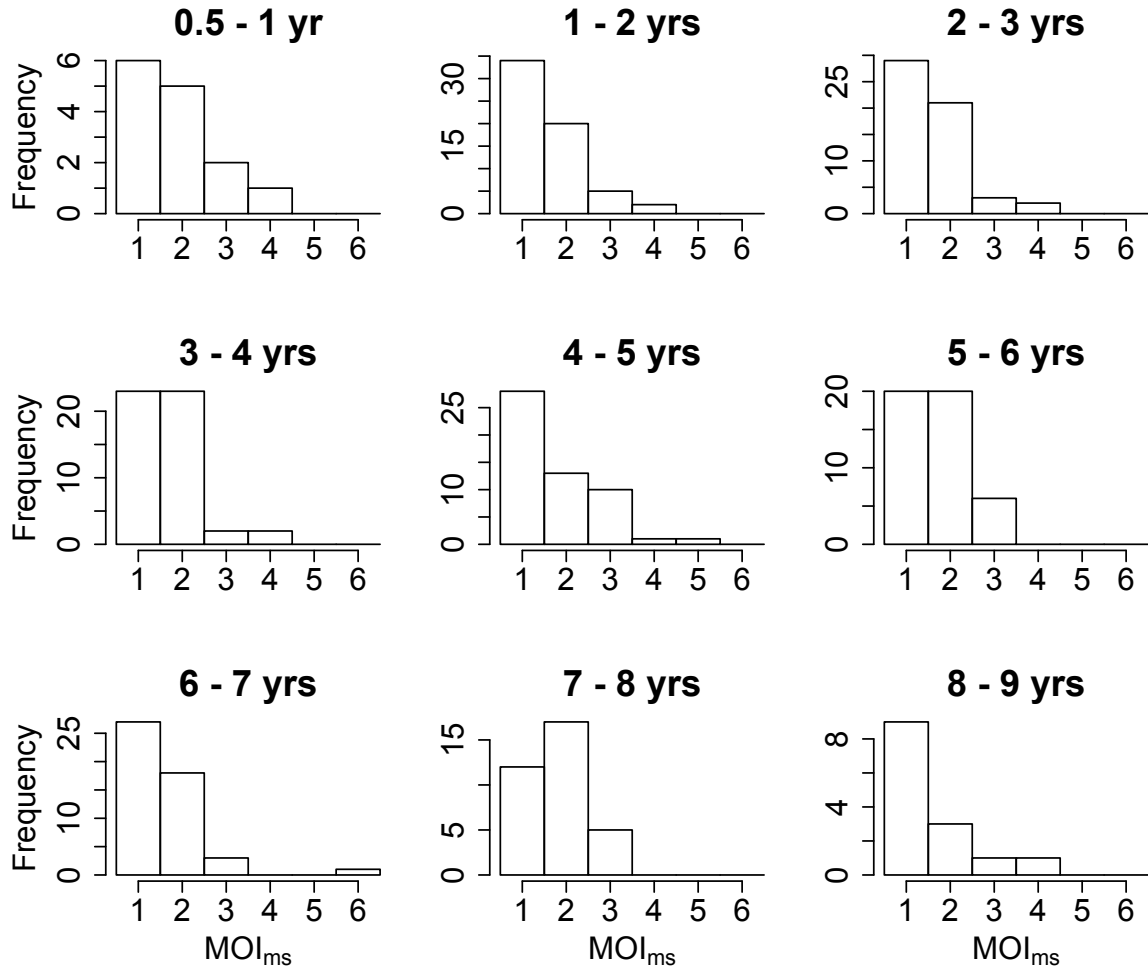 0.5 - 1 yr
Frequency
0 2 4 6
1 2 3 4 5 6
1 - 2 yrs
0 15 30
1 2 3 4 5 6
2 - 3 yrs
0 10 25
1 2 3 4 5 6
3 - 4 yrs
Frequency
0 10 20
1 2 3 4 5 6
4 - 5 yrs
0 10 25
1 2 3 4 5 6
5 - 6 yrs
0 10 20
1 2 3 4 5 6
6 - 7 yrs
Frequency
0 10 25
1 2 3 4 5 6
MOIms
7 - 8 yrs
0 5 15
1 2 3 4 5 6
MOIms
8 - 9 yrs
0 4 8
1 2 3 4 5 6
MOIms